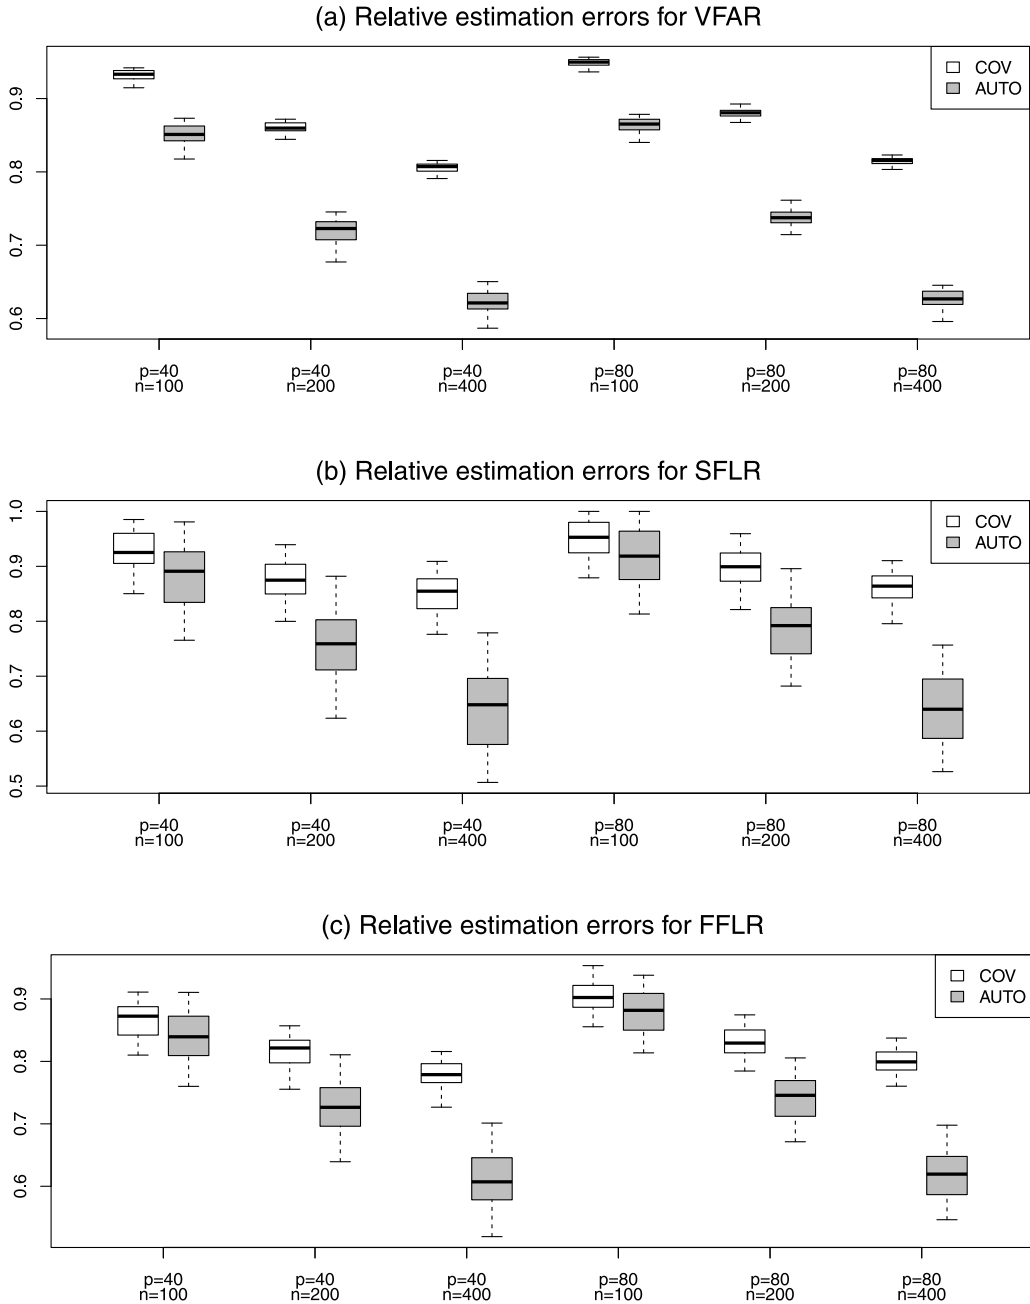 (a) Relative estimation errors for VFAR
COV
AUTO
0.9
0.8
0.7
0.6
p=40 p=40 p=40 p=80 p=80 p=80
n=100 n=200 n=400 n=100 n=200 n=400
(b) Relative estimation errors for SFLR
COV
AUTO
1.0
0.9
0.8
0.7
0.6
0.5
p=40 p=40 p=40 p=80 p=80 p=80
n=100 n=200 n=400 n=100 n=200 n=400
(c) Relative estimation errors for FFLR
COV
AUTO
0.9
0.8
0.7
0.6
p=40 p=40 p=40 p=80 p=80 p=80
n=100 n=200 n=400 n=100 n=200 n=400